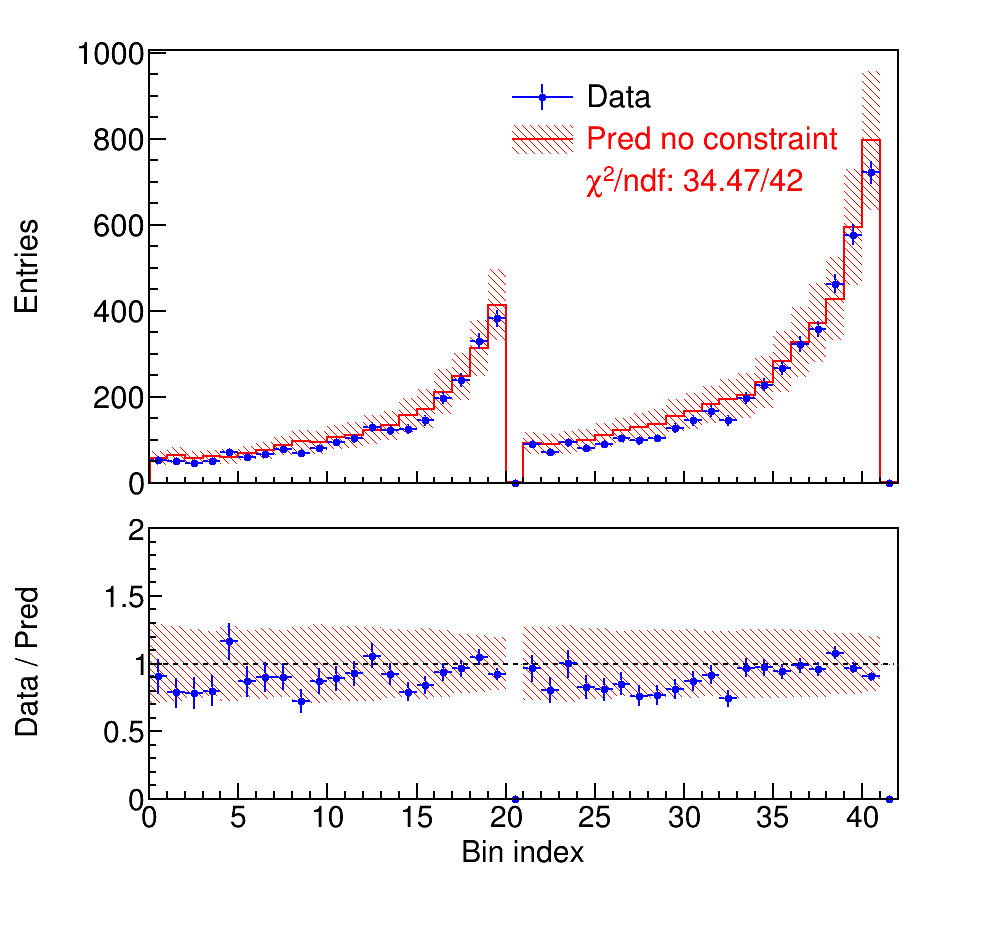 1000
800
600
400
200
0
Entries
Data
Pred no constraint
χ²/ndf: 34.47/42
2
1.5
1
0.5
0
Data / Pred
0 5 10 15 20 25 30 35 40
Bin index